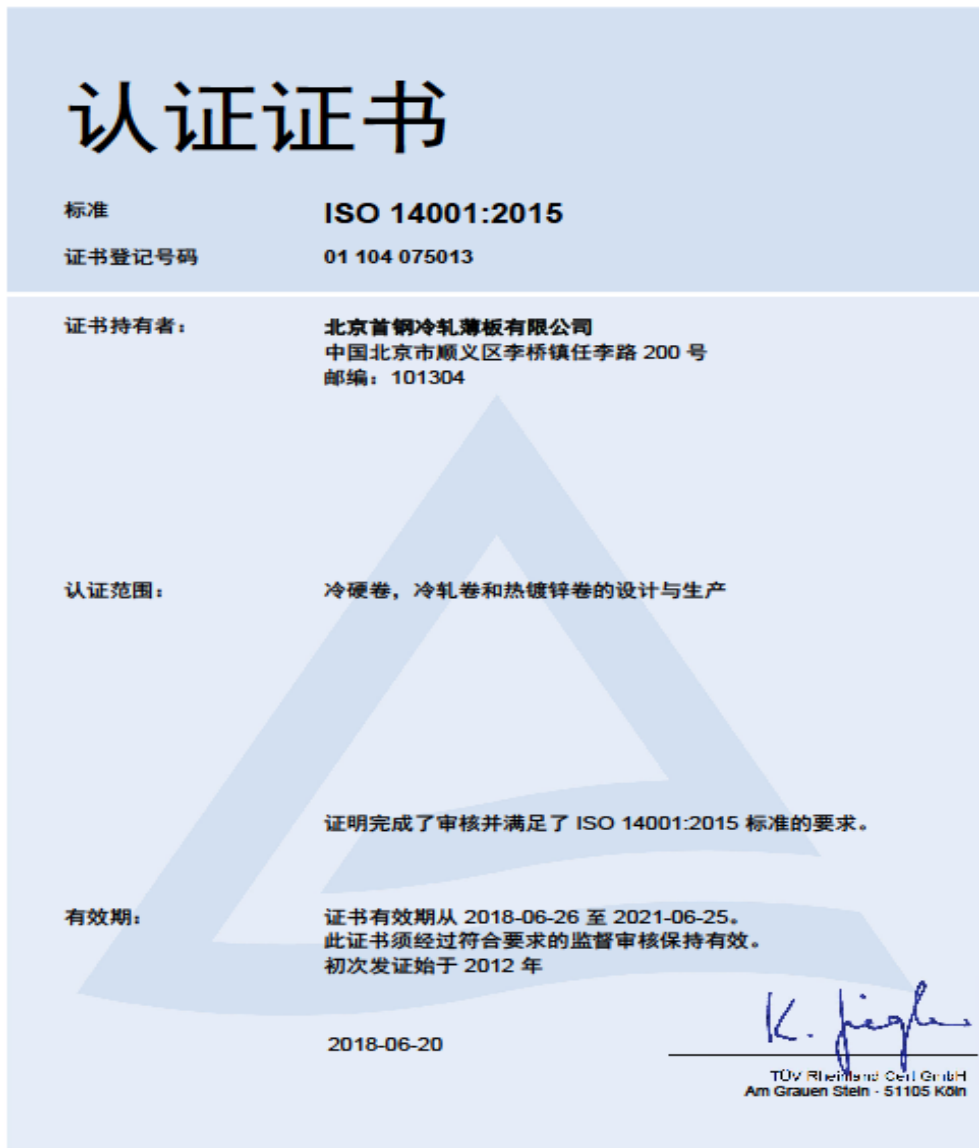 认证证书
标准 ISO 14001:2015
证书登记号码 01 104 075013
证书持有者: 北京首钢冷轧薄板有限公司
中国北京市顺义区李桥镇任李路 200 号
邮编: 101304
认证范围: 冷硬卷，冷轧卷和热镀锌卷的设计与生产
证明完成了审核并满足了 ISO 14001:2015 标准的要求。
有效期: 证书有效期从 2018-06-26 至 2021-06-25。
此证书须经过符合要求的监督审核保持有效。
初次发证始于 2012 年
2018-06-20
TÜV Rheinland Cert GmbH
Am Grauen Stein · 51105 Köln